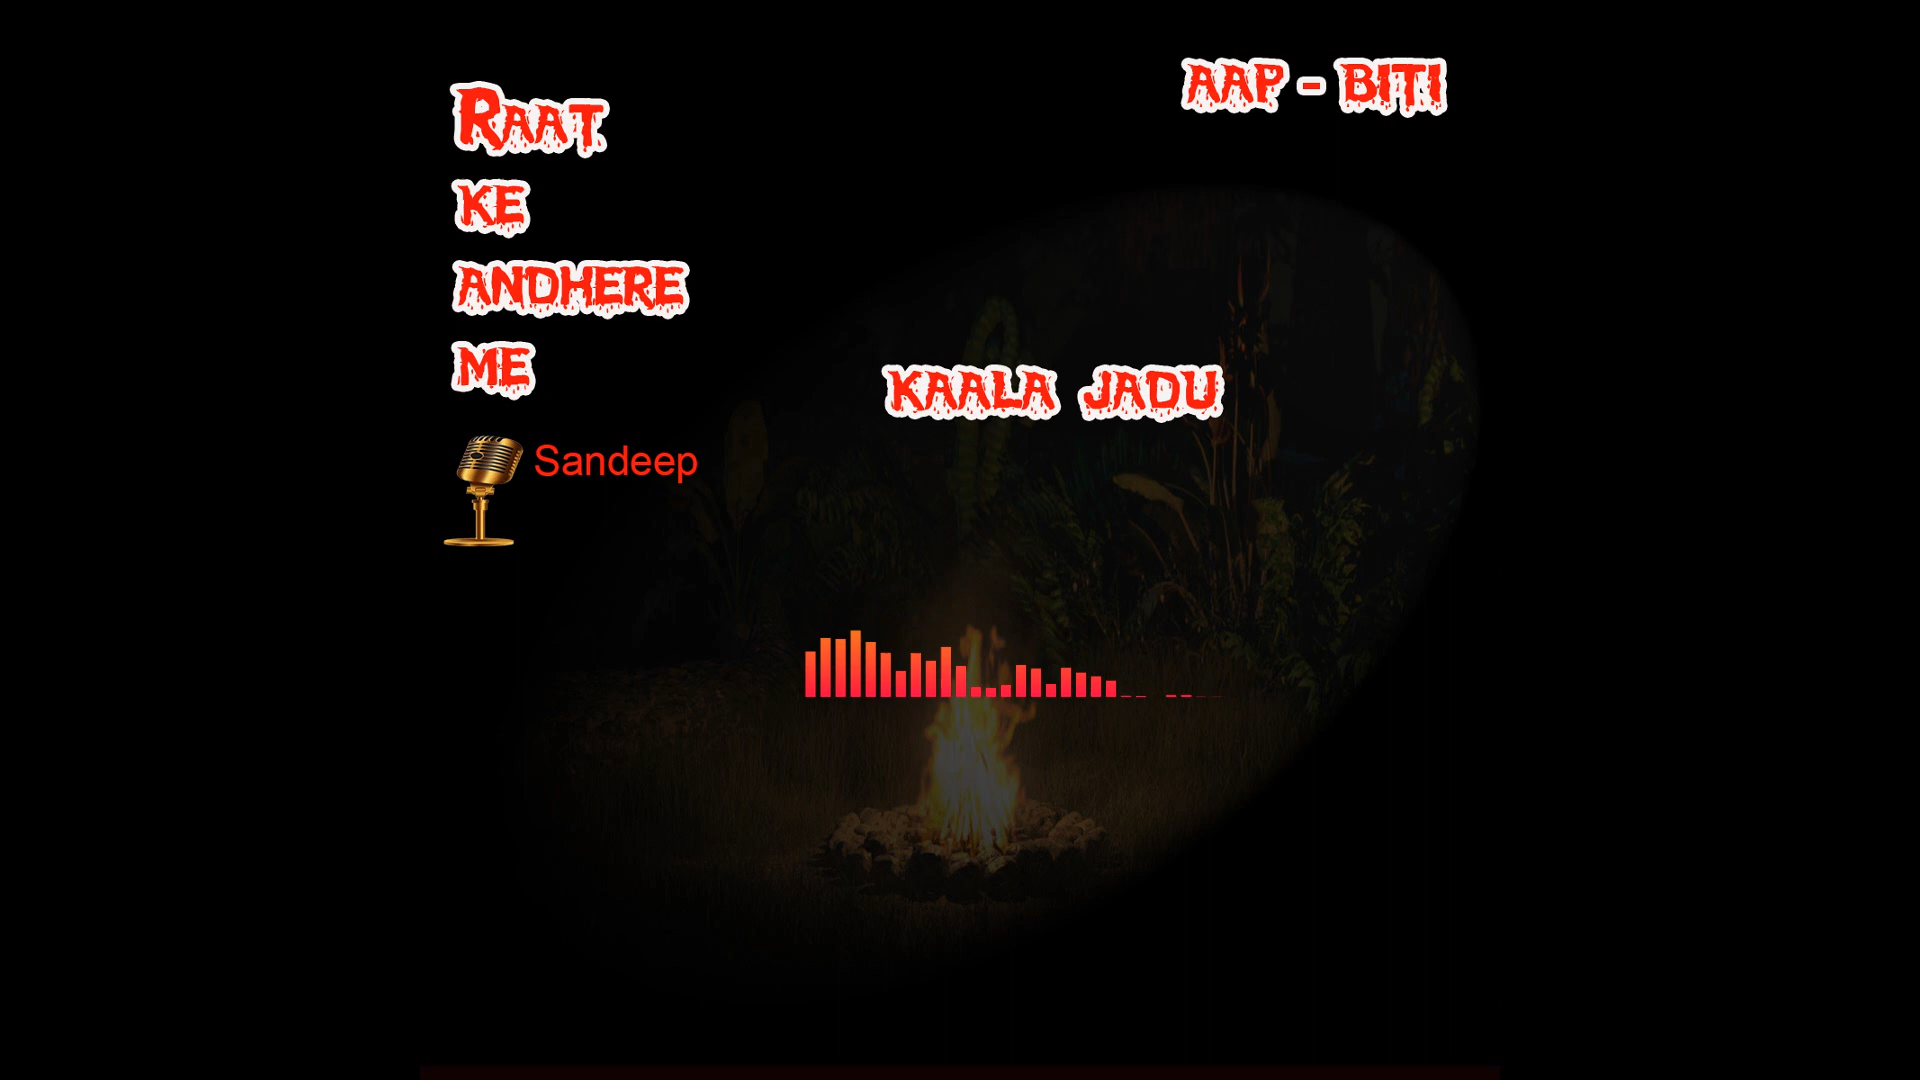 Raat
ke
andhere
me
Sandeep
AAP - BITI
KAALA JADU